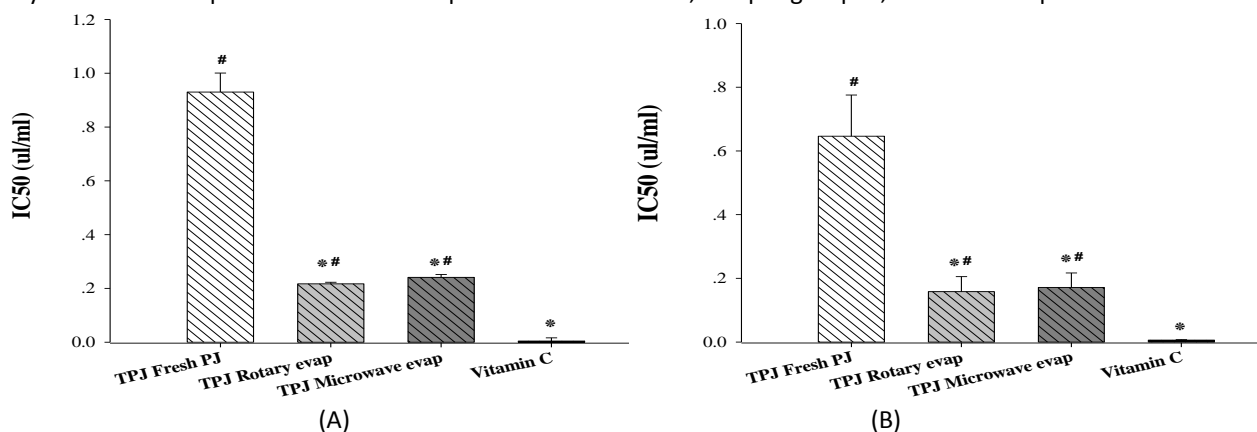 1.2
1.0
.8
.6
.4
.2
0.0
IC50 (ul/ml)
#
* #
* #
*
TPJ Fresh PJ
TPJ Rotary evap
TPJ Microwave evap
Vitamin C
(A)
1.0
.8
.6
.4
.2
0.0
IC50 (ul/ml)
#
* #
* #
*
TPJ Fresh PJ
TPJ Rotary evap
TPJ Microwave evap
Vitamin C
(B)